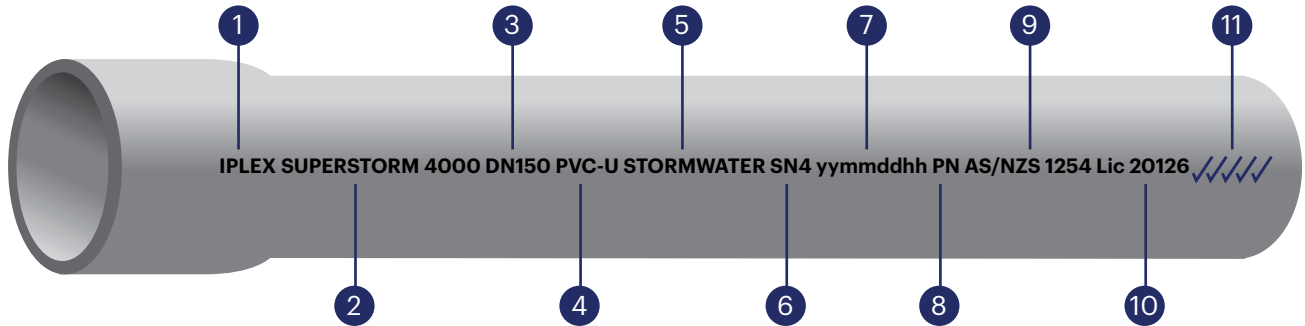 1 3 5 7 9 11
IPLEX SUPERSTORM 4000 DN150 PVC-U STORMWATER SN4 yymmddhh PN AS/NZS 1254 Lic 20126
2 4 6 8 10